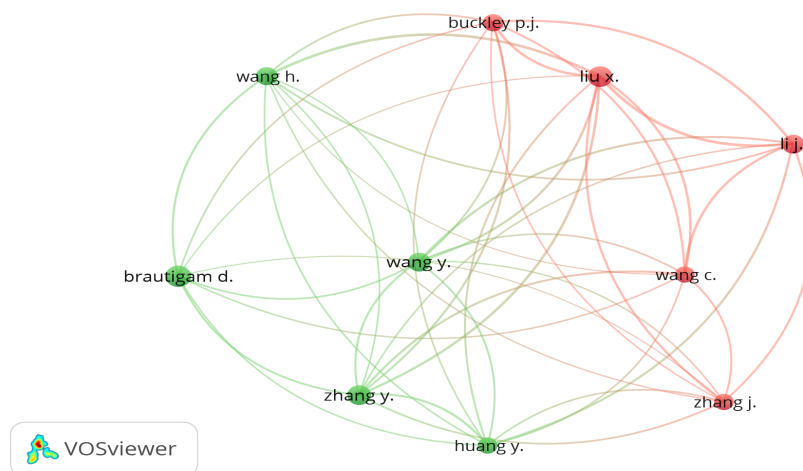 buckley p.j.
wang h.
liu x.
li j.
wang y.
brautigam d.
wang c.
zhang y.
zhang j.
huang y.
VOSviewer